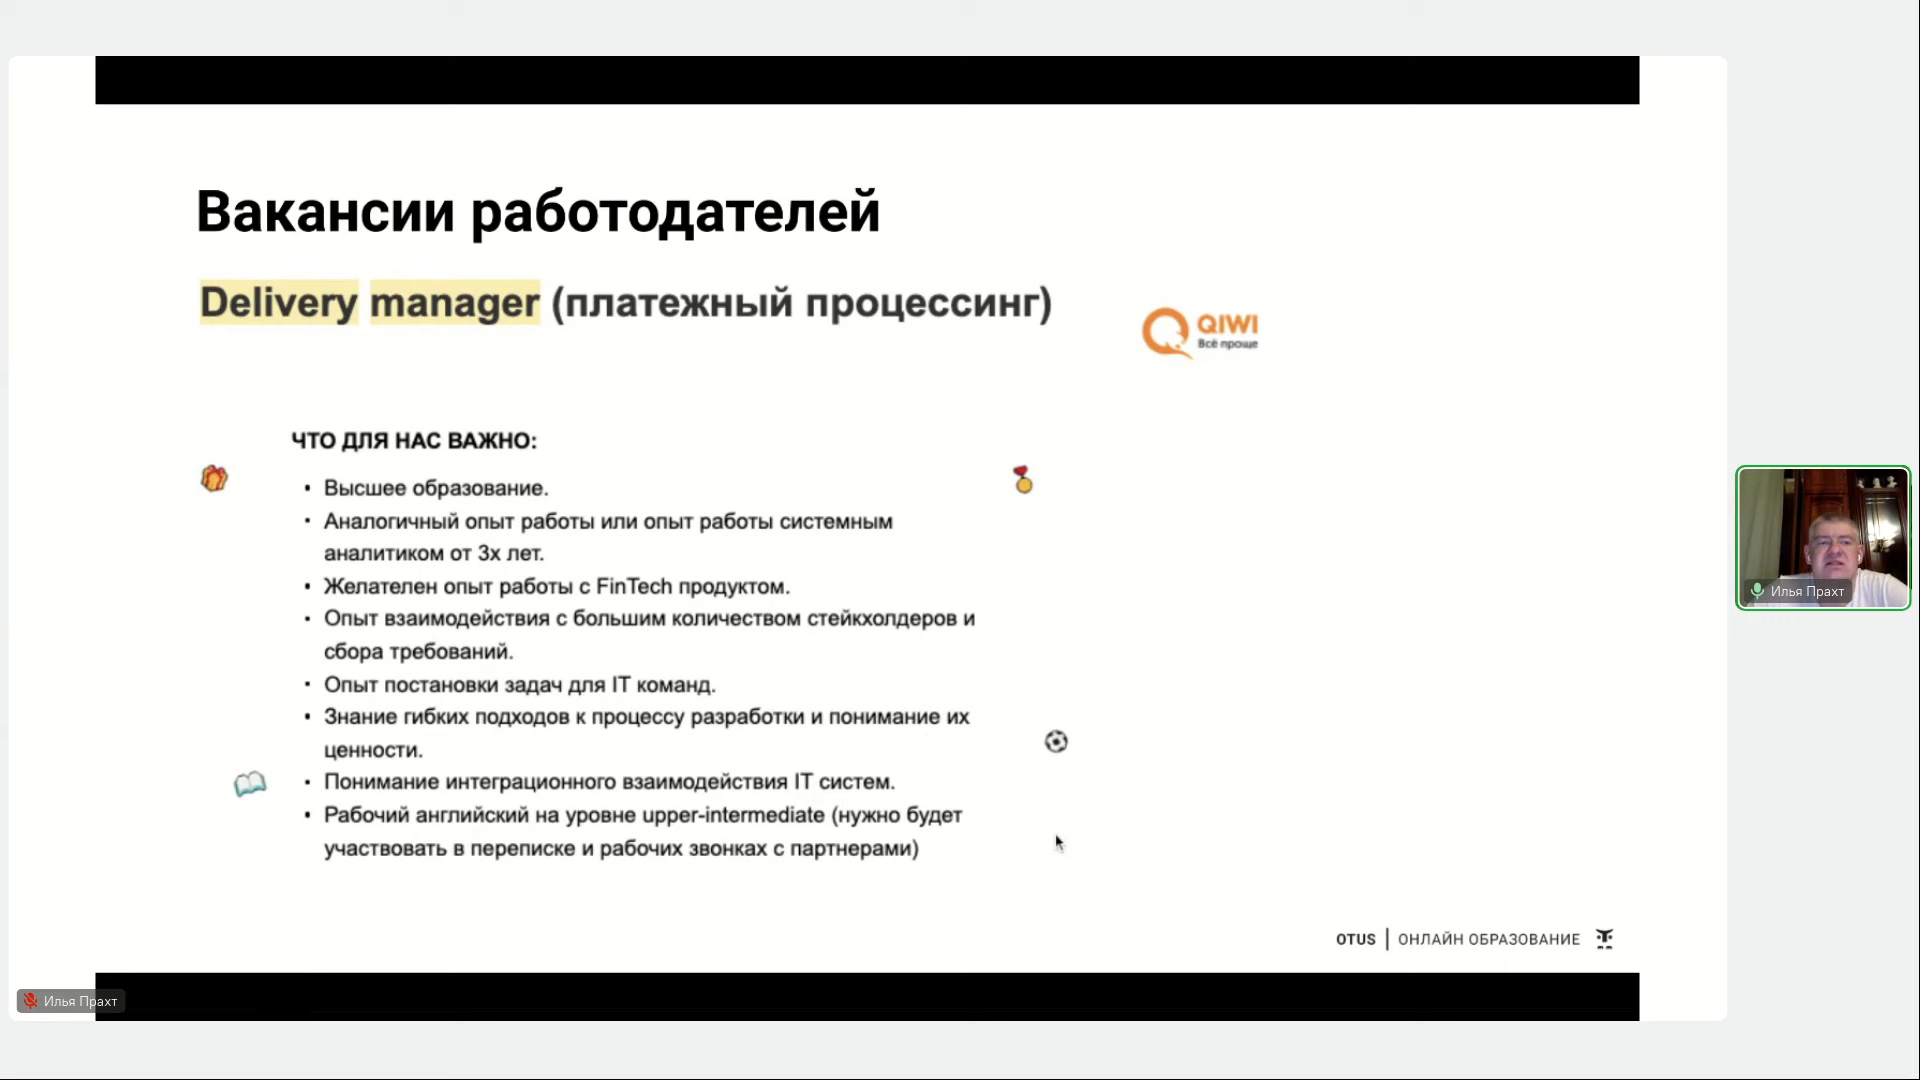 Вакансии работодателей
Delivery manager (платежный процессинг)
QIWI
Всё проще
ЧТО ДЛЯ НАС ВАЖНО:
• Высшее образование.
• Аналогичный опыт работы или опыт работы системным
аналитиком от 3х лет.
• Желателен опыт работы с FinTech продуктом.
• Опыт взаимодействия с большим количеством стейкхолдеров и
сбора требований.
• Опыт постановки задач для IT команд.
• Знание гибких подходов к процессу разработки и понимание их
ценности.
• Понимание интеграционного взаимодействия IT систем.
• Рабочий английский на уровне upper-intermediate (нужно будет
участвовать в переписке и рабочих звонках с партнерами)
OTUS | ОНЛАЙН ОБРАЗОВАНИЕ
Илья Прахт
Илья Прахт